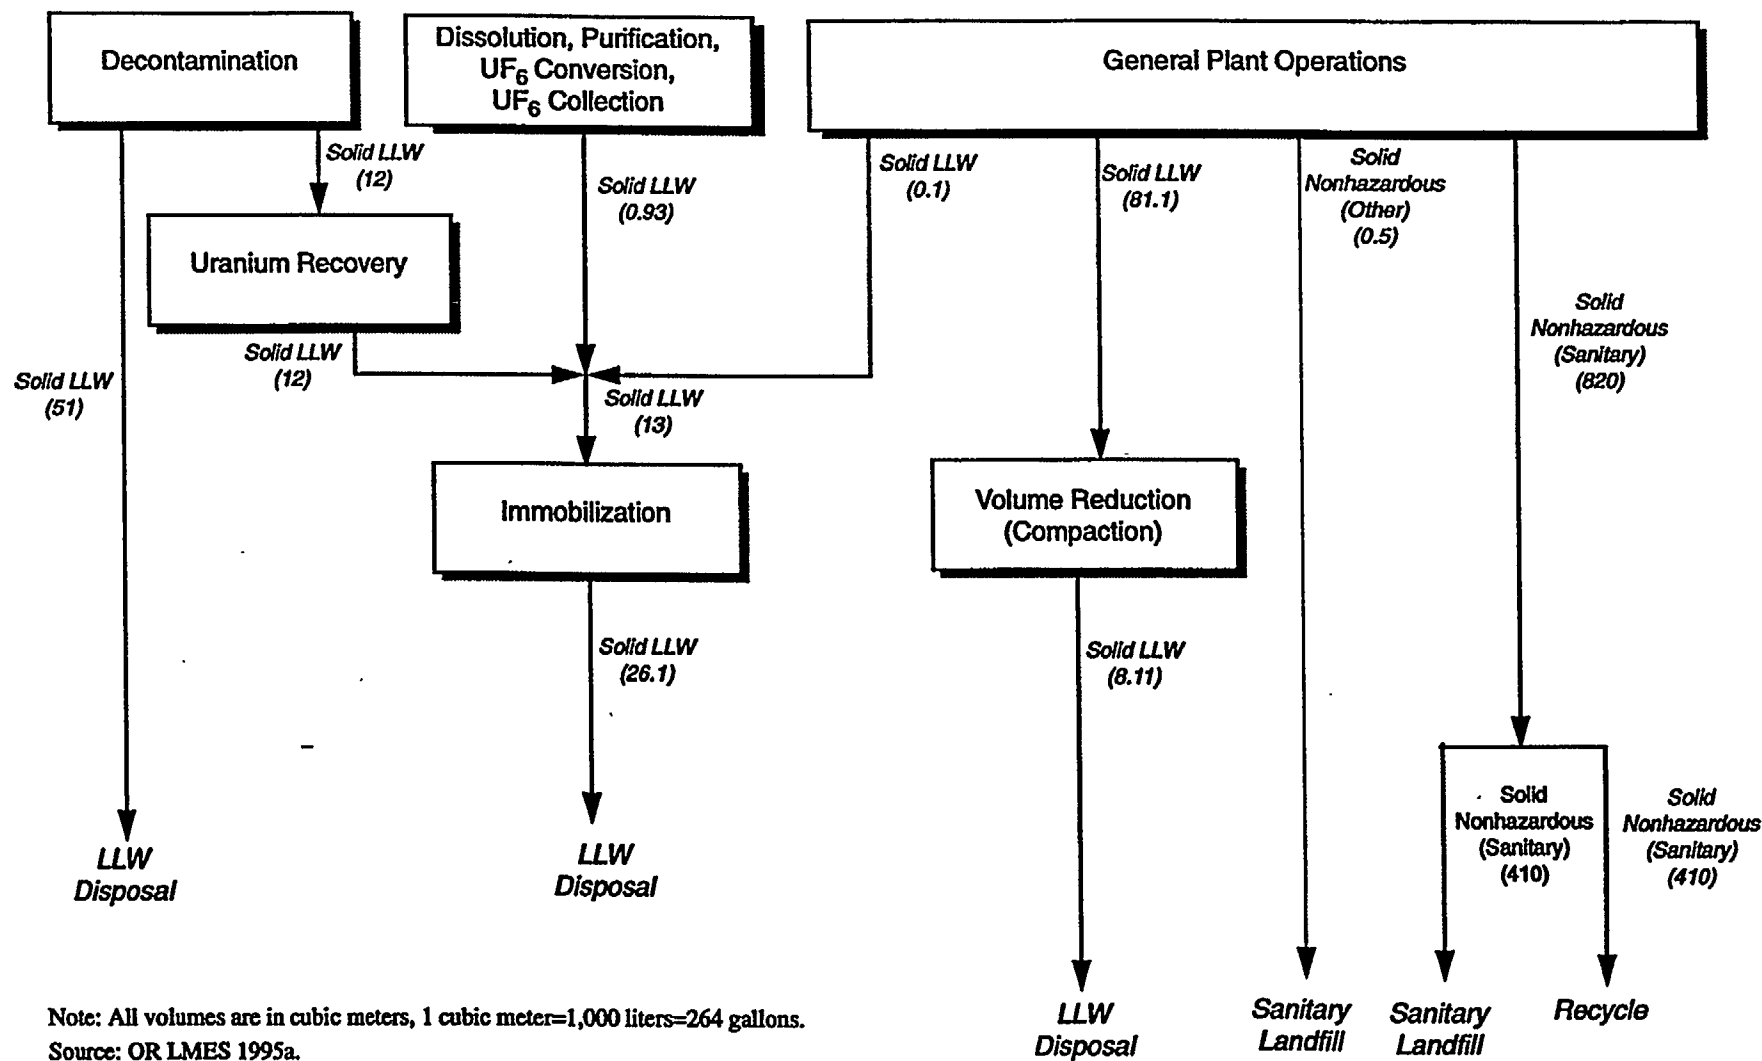 Decontamination
Dissolution, Purification,
UF6 Conversion,
UF6 Collection
General Plant Operations
Solid LLW
(12)
Solid LLW
(0.93)
Solid LLW
(0.1)
Solid LLW
(81.1)
Solid
Nonhazardous
(Other)
(0.5)
Uranium Recovery
Solid
Nonhazardous
(Sanitary)
(820)
Solid LLW
(12)
Solid LLW
(51)
Solid LLW
(13)
Immobilization
Volume Reduction
(Compaction)
Solid LLW
(26.1)
Solid LLW
(8.11)
Solid
Nonhazardous
(Sanitary)
(410)
Solid
Nonhazardous
(Sanitary)
(410)
LLW
Disposal
LLW
Disposal
LLW
Disposal
Sanitary
Landfill
Sanitary
Landfill
Recycle
Note: All volumes are in cubic meters, 1 cubic meter=1,000 liters=264 gallons.
Source: OR LMES 1995a.